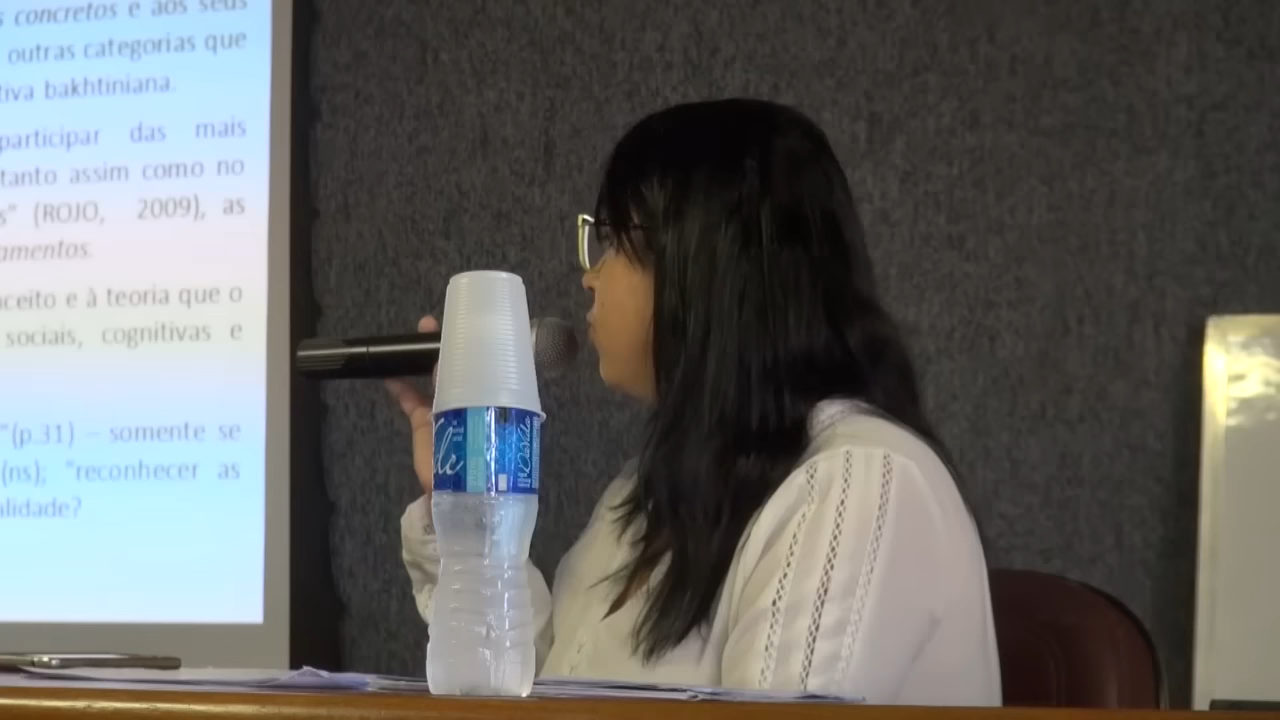 s concretos e aos seus
outras categorias que
tiva bakhtiniana.
participar das mais
tanto assim como no
s" (ROJO, 2009), as
amentos.
ceito e à teoria que o
sociais, cognitivas e
"(p.31) – somente se
(ns); "reconhecer as
alidade?